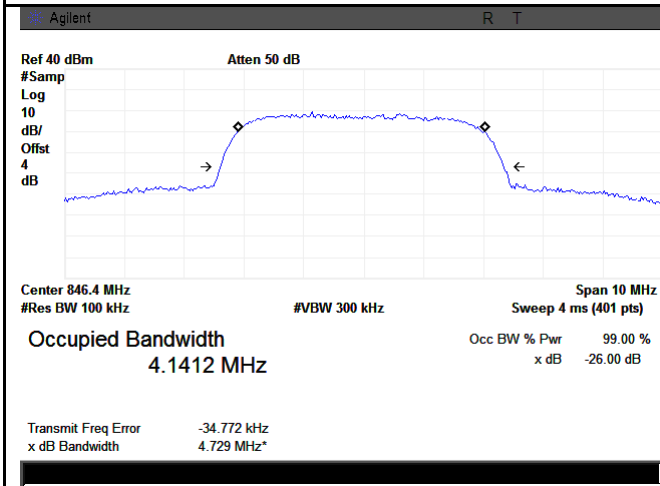 Agilent R T
Ref 40 dBm Atten 50 dB
#Samp
Log
10
dB/
Offst
4
dB
Center 846.4 MHz Span 10 MHz
#Res BW 100 kHz #VBW 300 kHz Sweep 4 ms (401 pts)
Occupied Bandwidth Occ BW % Pwr 99.00 %
4.1412 MHz x dB -26.00 dB
Transmit Freq Error -34.772 kHz
x dB Bandwidth 4.729 MHz*